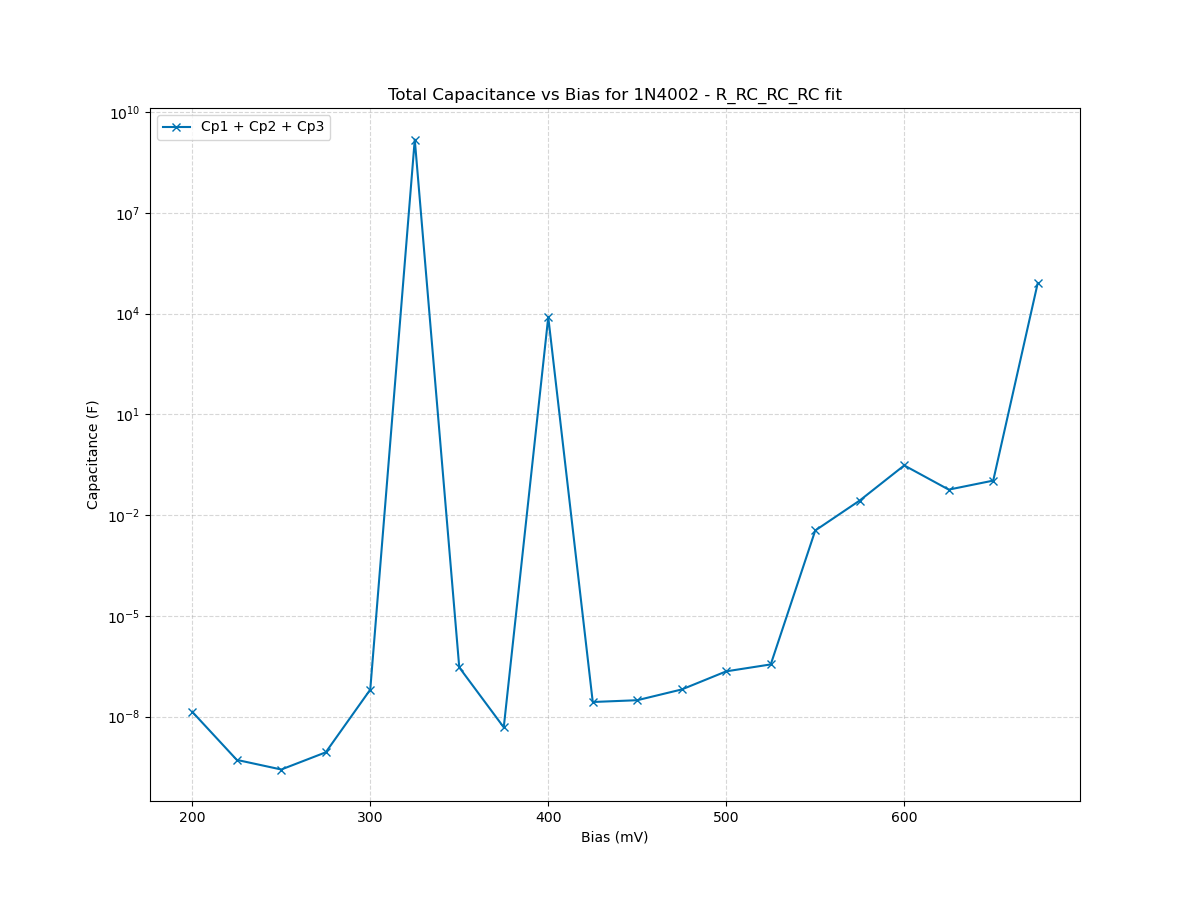 Total Capacitance vs Bias for 1N4002 - R_RC_RC_RC fit
Cp1 + Cp2 + Cp3
Capacitance (F)
10^10
10^7
10^4
10^1
10^−2
10^−5
10^−8
200 300 400 500 600
Bias (mV)